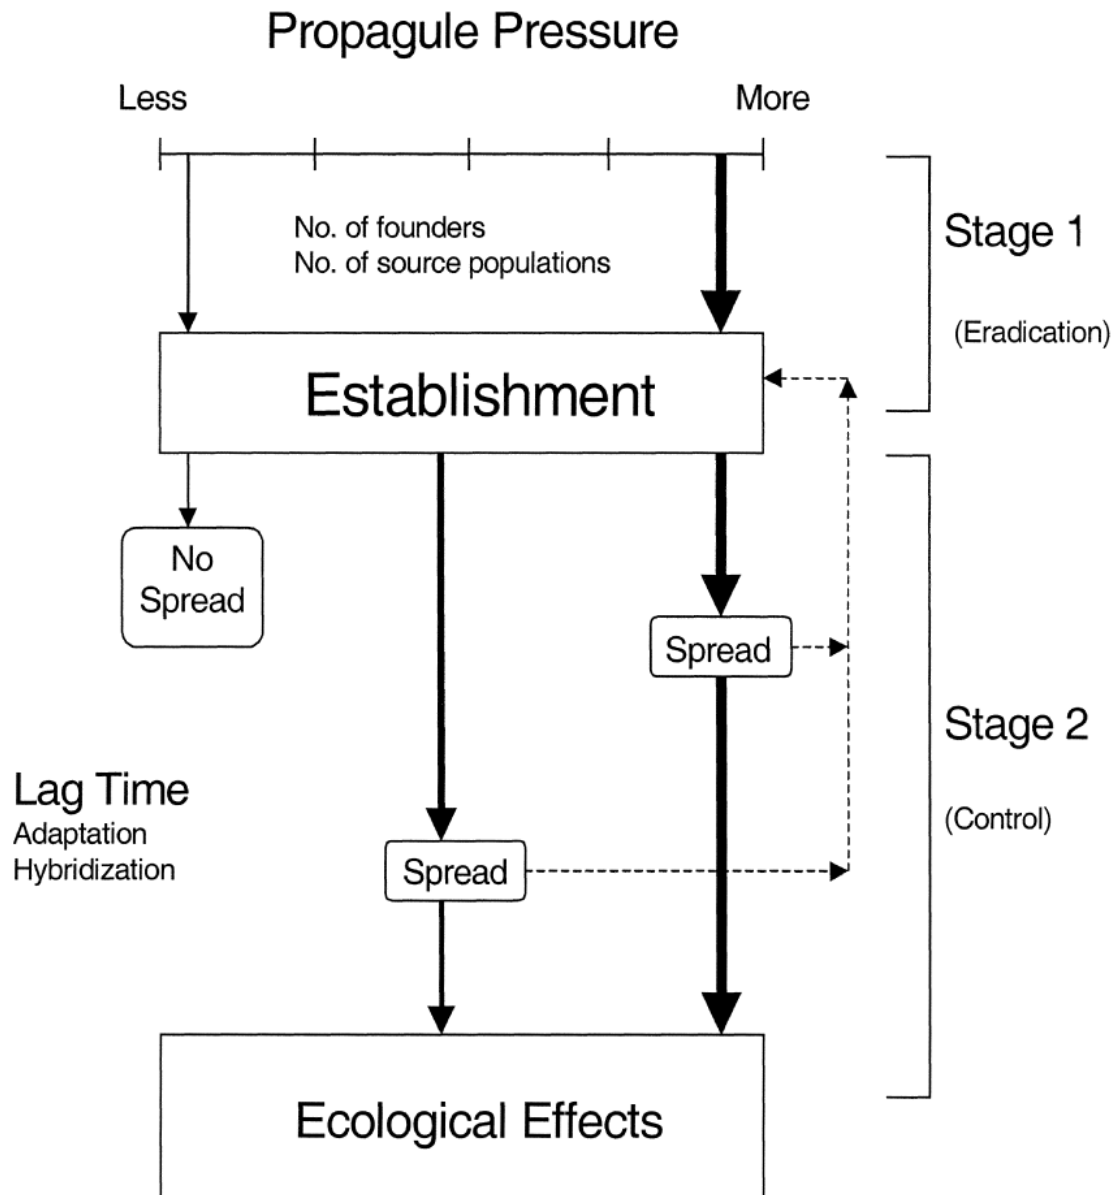 Propagule Pressure
Less
More
No. of founders
No. of source populations
Stage 1
(Eradication)
Establishment
No
Spread
Spread
Stage 2
(Control)
Lag Time
Adaptation
Hybridization
Spread
Ecological Effects